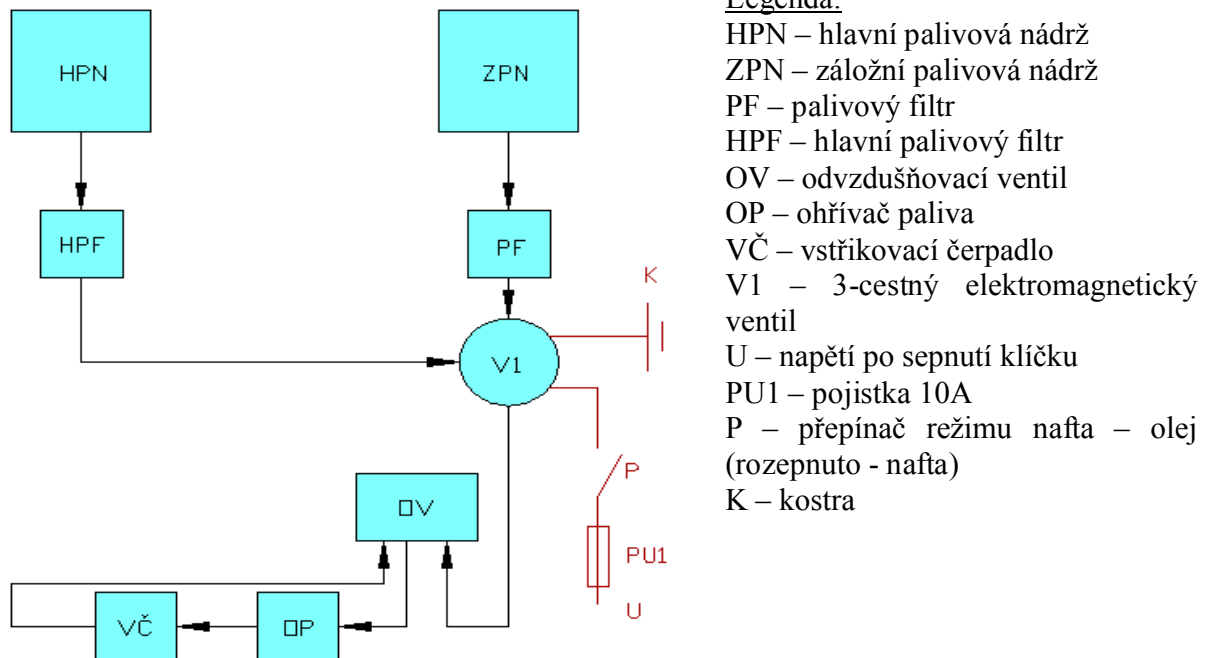 HPN
ZPN
HPF
PF
K
V1
P
OV
PU1
U
VČ
OP
Legenda:
HPN – hlavní palivová nádrž
ZPN – záložní palivová nádrž
PF – palivový filtr
HPF – hlavní palivový filtr
OV – odvzdušňovací ventil
OP – ohřívač paliva
VČ – vstřikovací čerpadlo
V1 – 3-cestný elektromagnetický
ventil
U – napětí po sepnutí klíčku
PU1 – pojistka 10A
P – přepínač režimu nafta – olej
(rozepnuto - nafta)
K – kostra